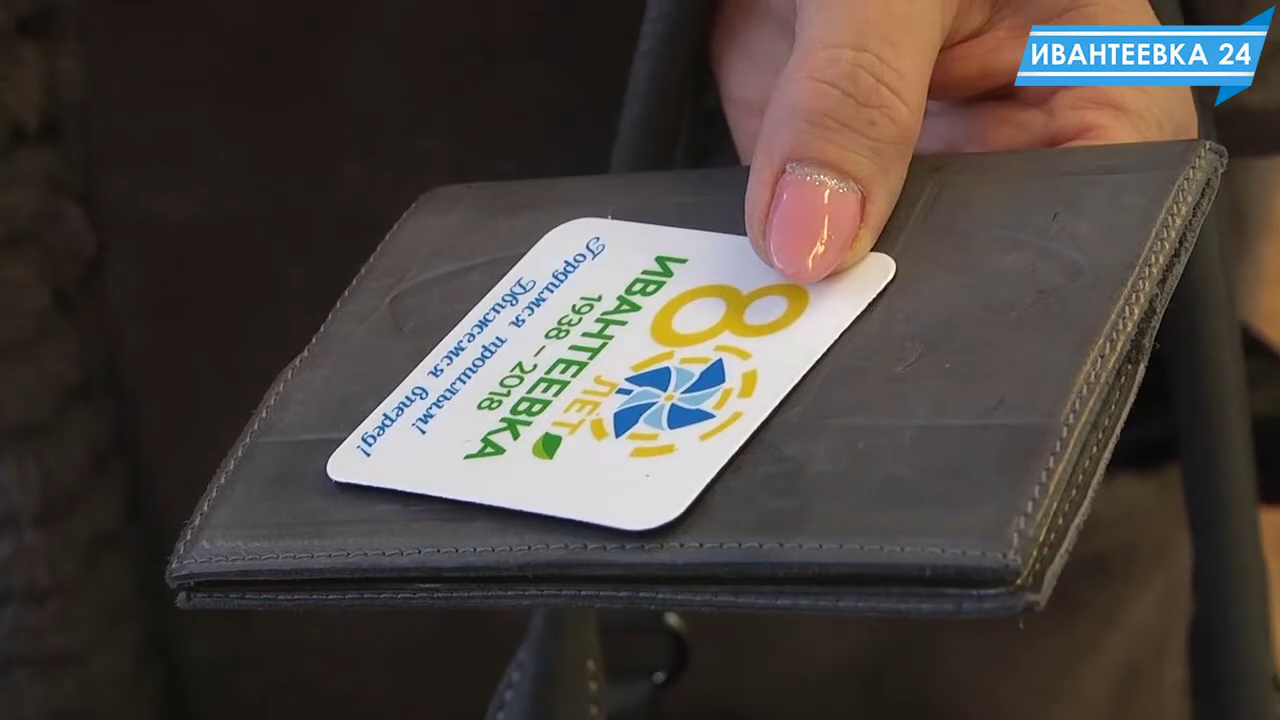 ИВАНТЕЕВКА 24
80
ЛЕТ
ИВАНТЕЕВКА
1938 – 2018
Гордимся прошлым!
Движемся вперед!